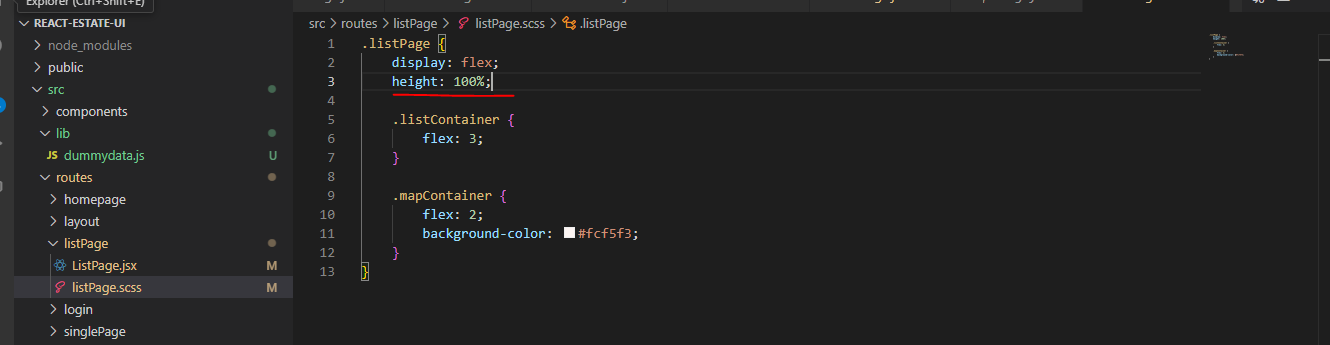 Explorer (Ctrl+Shift+E)
REACT-ESTATE-UI
node_modules
public
src
components
lib
JS dummydata.js U
routes
homepage
layout
listPage
ListPage.jsx M
listPage.scss M
login
singlePage
src > routes > listPage > listPage.scss > .listPage
1 .listPage {
2 display: flex;
3 height: 100%;
4
5 .listContainer {
6 flex: 3;
7 }
8
9 .mapContainer {
10 flex: 2;
11 background-color: #fcf5f3;
12 }
13 }